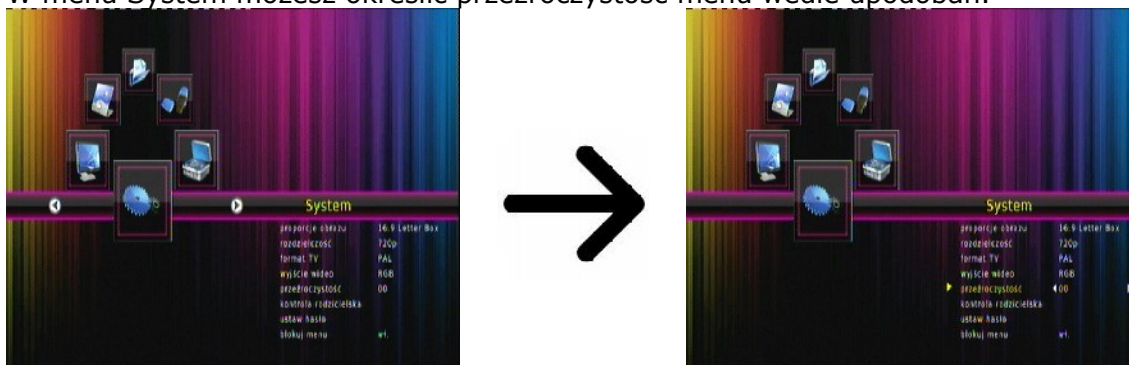 W menu System możesz określić przeźroczystość menu wedle upodobań.
System
proporcje obrazu 16:9 Letter Box
rozdzielczość 720p
format TV PAL
wyjście wideo RGB
przeźroczystość 00
kontrola rodzicielska
ustaw hasło
blokuj menu wł.
System
proporcje obrazu 16:9 Letter Box
rozdzielczość 720p
format TV PAL
wyjście wideo RGB
przeźroczystość 00
kontrola rodzicielska
ustaw hasło
blokuj menu wł.